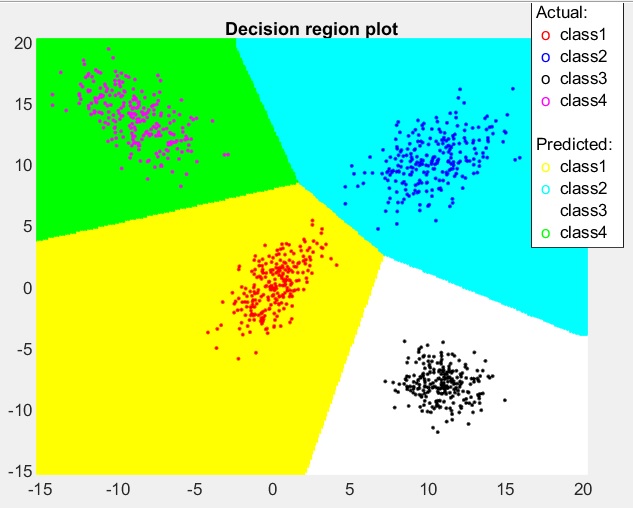 Decision region plot
Actual:
o class1
o class2
o class3
o class4
Predicted:
o class1
o class2
class3
o class4
20
15
10
5
0
-5
-10
-15
-15 -10 -5 0 5 10 15 20